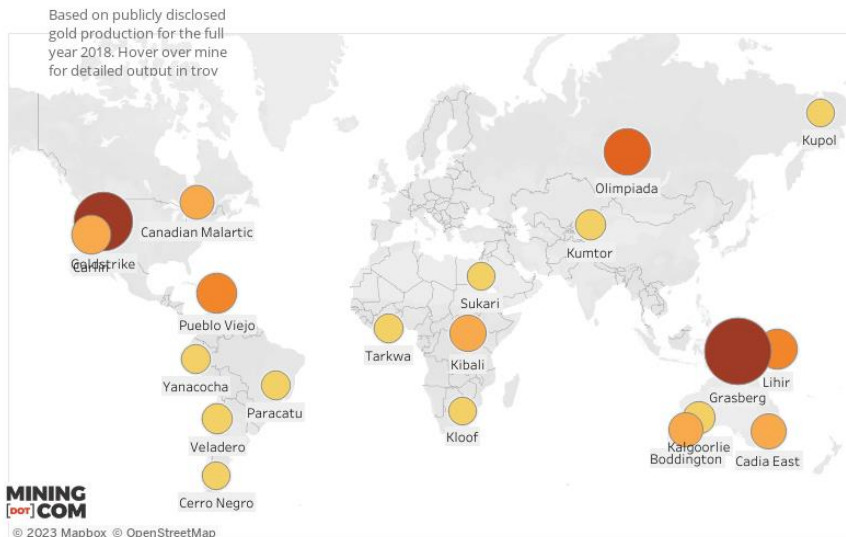 Based on publicly disclosed
gold production for the full
year 2018. Hover over mine
for detailed output in troy
Kupol
Olimpiada
Canadian Malartic
Goldstrike
Carlin
Kumtor
Sukari
Pueblo Viejo
Tarkwa
Kibali
Lihir
Yanacocha
Grasberg
Paracatu
Kloof
Veladero
Kalgoorlie
Boddington
Cadia East
Cerro Negro
MINING
[DOT] COM
© 2023 Mapbox © OpenStreetMap